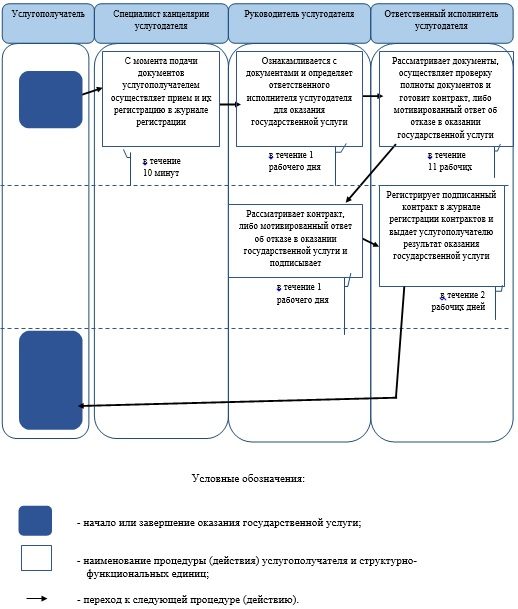 Услугополучатель
Специалист канцелярии
услугодателя
Руководитель услугодателя
Ответственный исполнитель
услугодателя
С момента подачи
документов
услугополучателем
осуществляет прием и их
регистрацию в журнале
регистрации
в течение
10 минут
Ознакамливается с
документами и определяет
ответственного
исполнителя услугодателя
для оказания
государственной услуги
в течение 1
рабочего дня
Рассматривает документы,
осуществляет проверку
полноты документов и
готовит контракт, либо
мотивированный ответ об
отказе в оказании
государственной услуги
в течение
11 рабочих
Рассматривает контракт,
либо мотивированный ответ
об отказе в оказании
государственной услуги и
подписывает
в течение 1
рабочего дня
Регистрирует подписанный
контракт в журнале
регистрации контрактов и
выдает услугополучателю
результат оказания
государственной услуги
в течение 2
рабочих дней
Условные обозначения:
- начало или завершение оказания государственной услуги;
- наименование процедуры (действия) услугополучателя и структурно-
функциональных единиц;
- переход к следующей процедуре (действию).